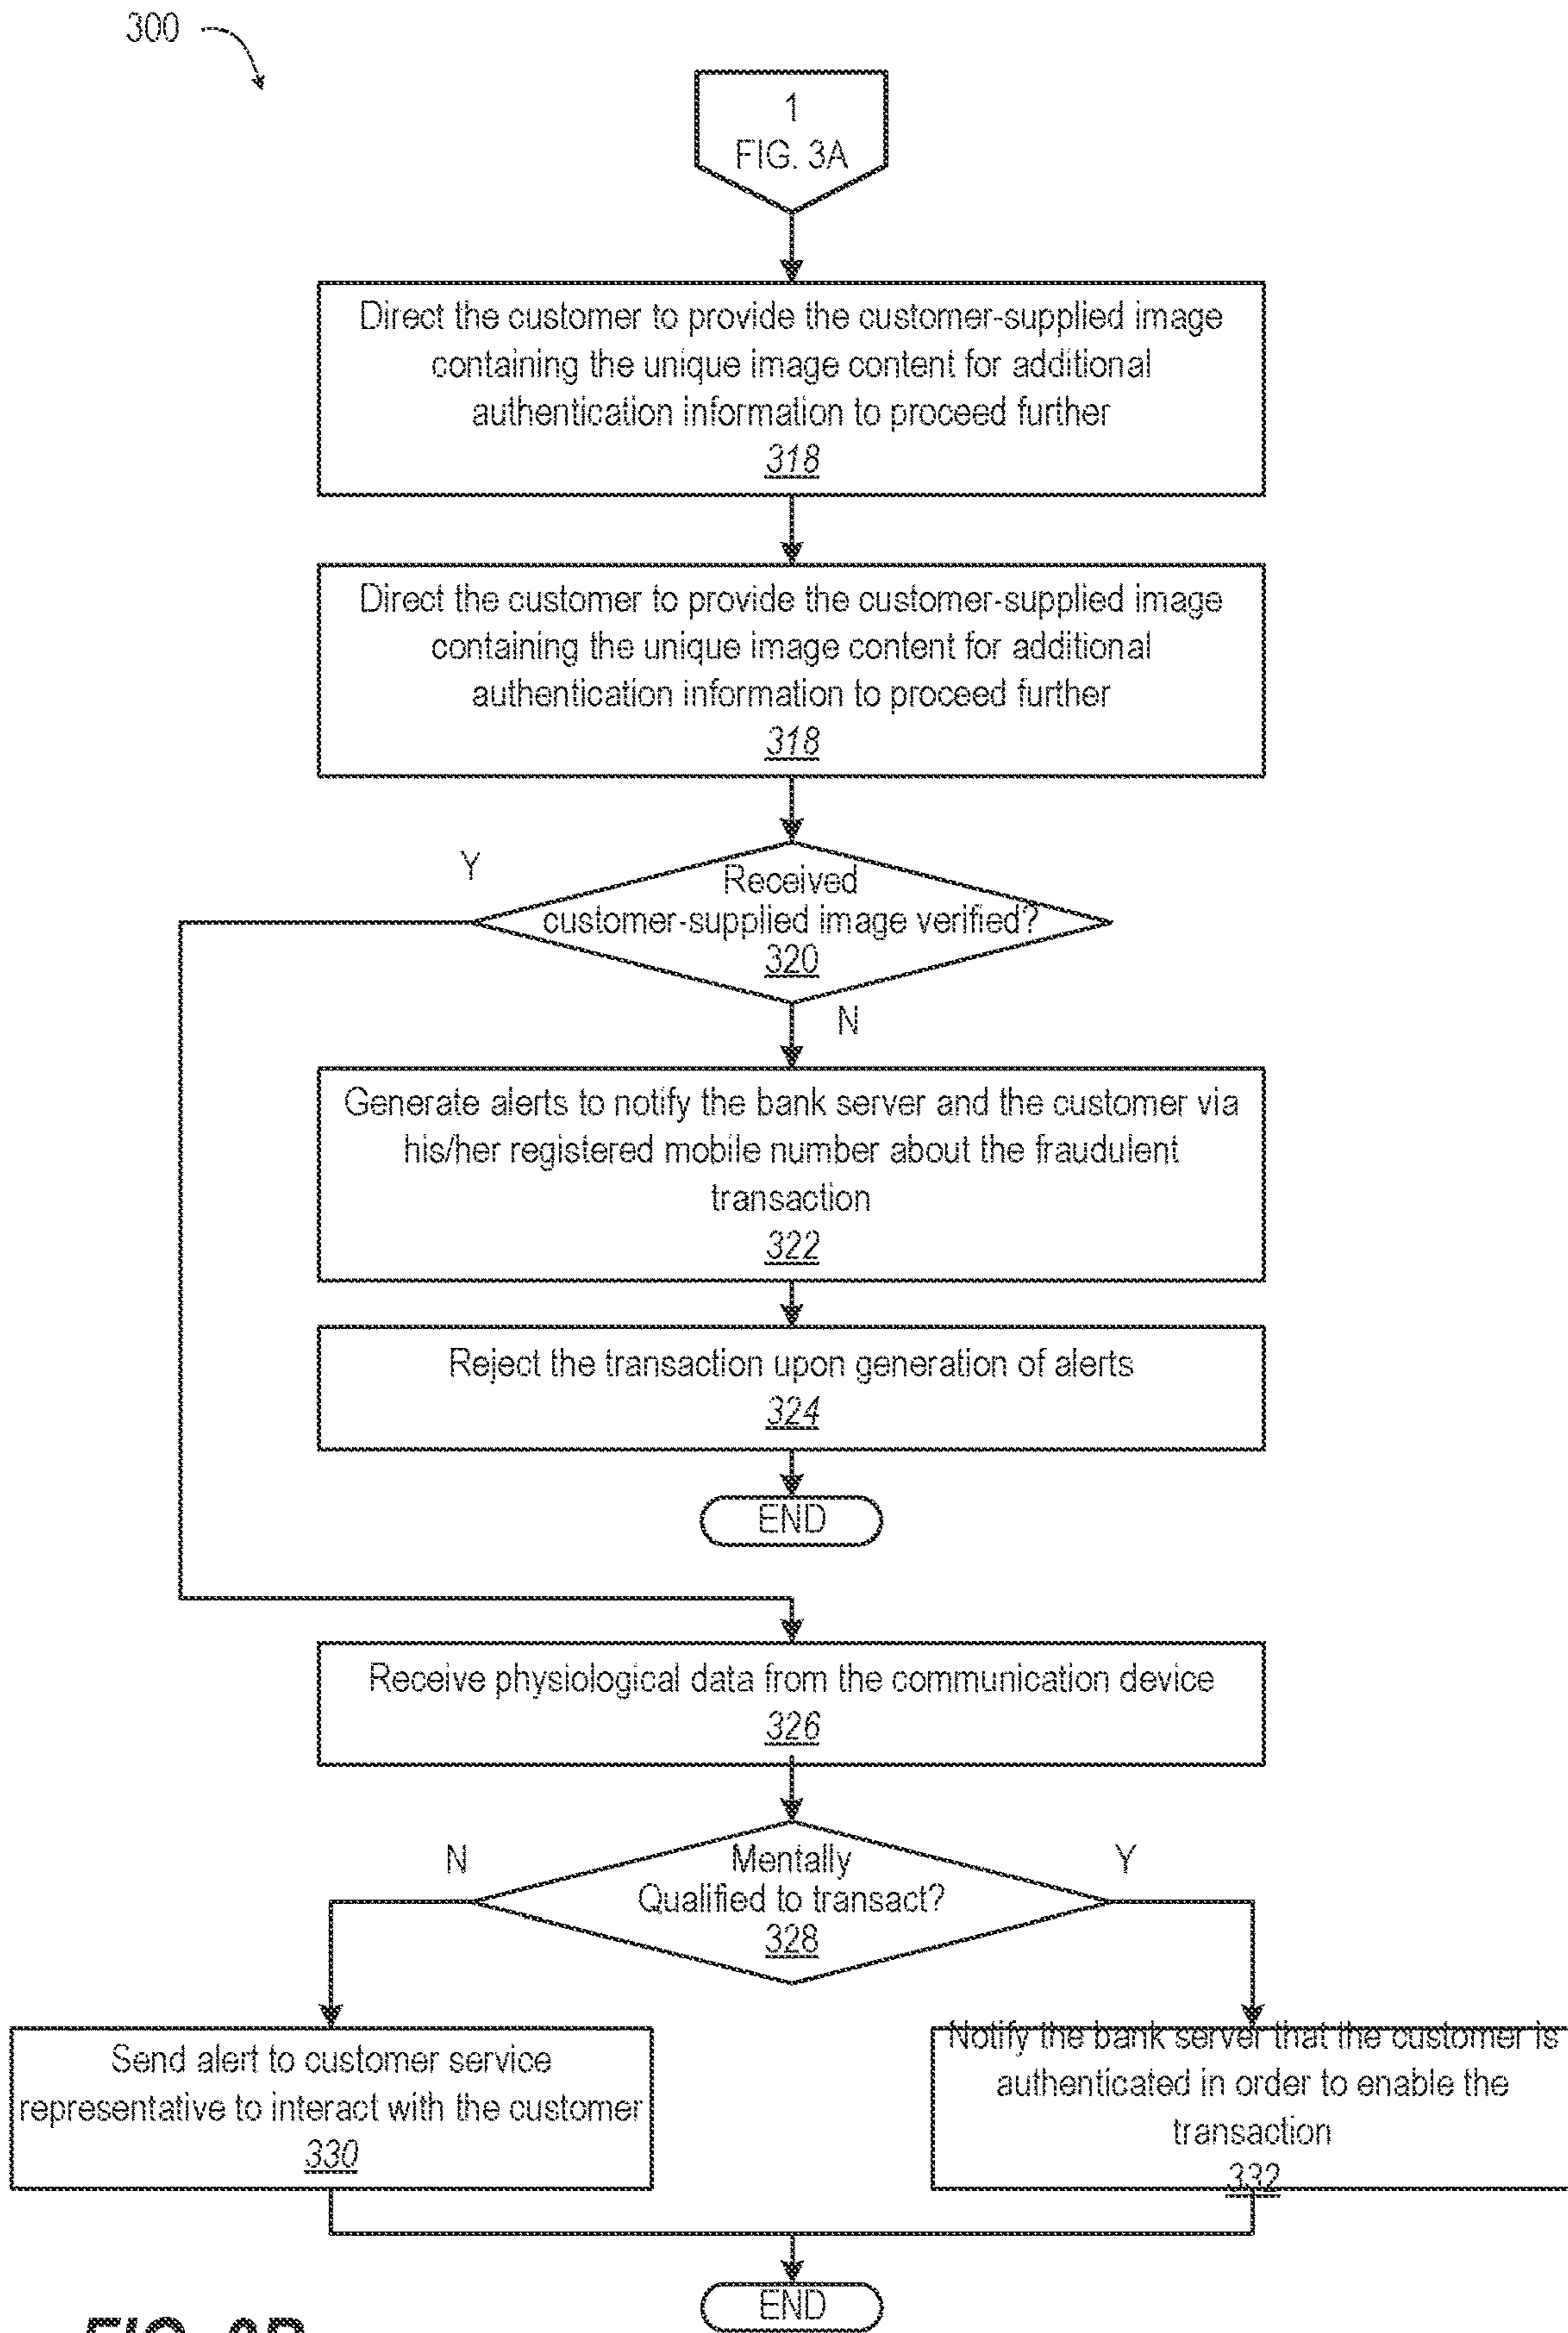 300
1
FIG. 3A
Direct the customer to provide the customer-supplied image
containing the unique image content for additional
authentication information to proceed further
318
Direct the customer to provide the customer-supplied image
containing the unique image content for additional
authentication information to proceed further
318
Y
Received
customer-supplied image verified?
320
N
Generate alerts to notify the bank server and the customer via
his/her registered mobile number about the fraudulent
transaction
322
Reject the transaction upon generation of alerts
324
END
Receive physiological data from the communication device
326
N
Mentally
Y
Qualified to transact?
328
Send alert to customer service
representative to interact with the customer
330
Notify the bank server that the customer is
authenticated in order to enable the
transaction
332
END
FIG.